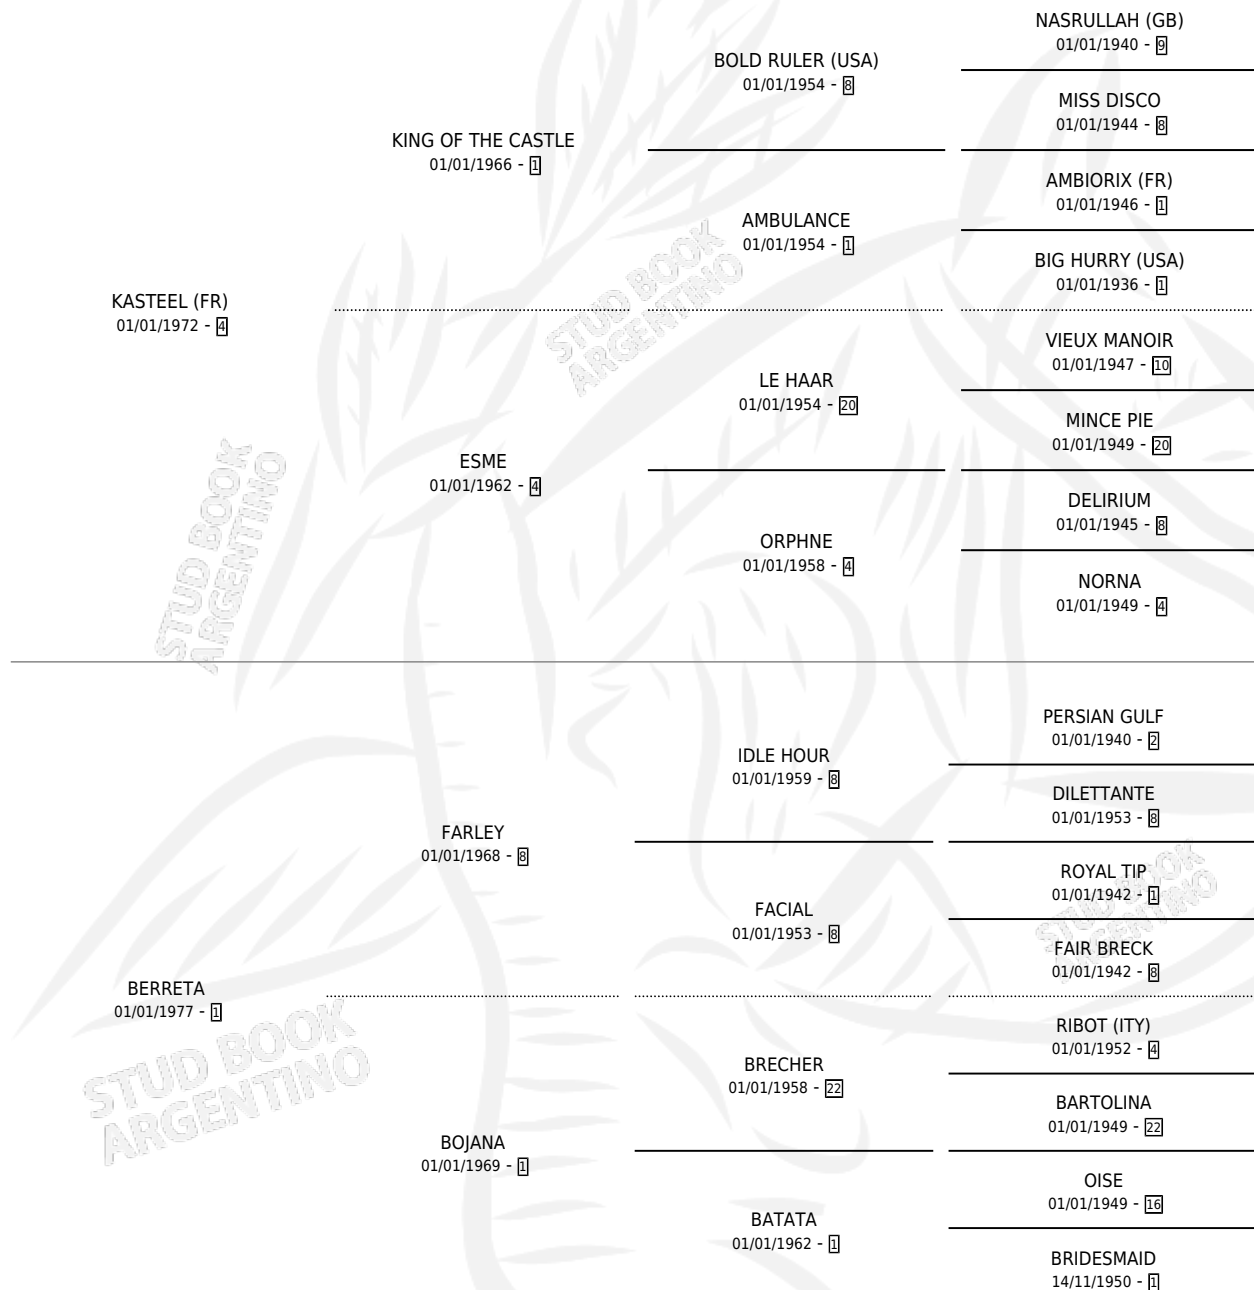 NASRULLAH (GB)
01/01/1940 - 9
BOLD RULER (USA)
01/01/1954 - 8
MISS DISCO
01/01/1944 - 8
KING OF THE CASTLE
01/01/1966 - 1
AMBIORIX (FR)
01/01/1946 - 1
AMBULANCE
01/01/1954 - 1
BIG HURRY (USA)
01/01/1936 - 1
STUD BOOK
ARGENTINO
KASTEEL (FR)
01/01/1972 - 4
VIEUX MANOIR
01/01/1947 - 10
LE HAAR
01/01/1954 - 20
MINCE PIE
01/01/1949 - 20
ESME
01/01/1962 - 4
DELIRIUM
01/01/1945 - 8
ORPHNE
01/01/1958 - 4
NORNA
01/01/1949 - 4
STUD BOOK
ARGENTINO
PERSIAN GULF
01/01/1940 - 2
IDLE HOUR
01/01/1959 - 8
DILETTANTE
01/01/1953 - 8
FARLEY
01/01/1968 - 8
ROYAL TIP
01/01/1942 - 1
FACIAL
01/01/1953 - 8
FAIR BRECK
01/01/1942 - 8
STUD BOOK
ARGENTINO
BERRETA
01/01/1977 - 1
RIBOT (ITY)
01/01/1952 - 4
BRECHER
01/01/1958 - 22
BARTOLINA
01/01/1949 - 22
STUD BOOK
ARGENTINO
BOJANA
01/01/1969 - 1
OISE
01/01/1949 - 16
BATATA
01/01/1962 - 1
BRIDESMAID
14/11/1950 - 1